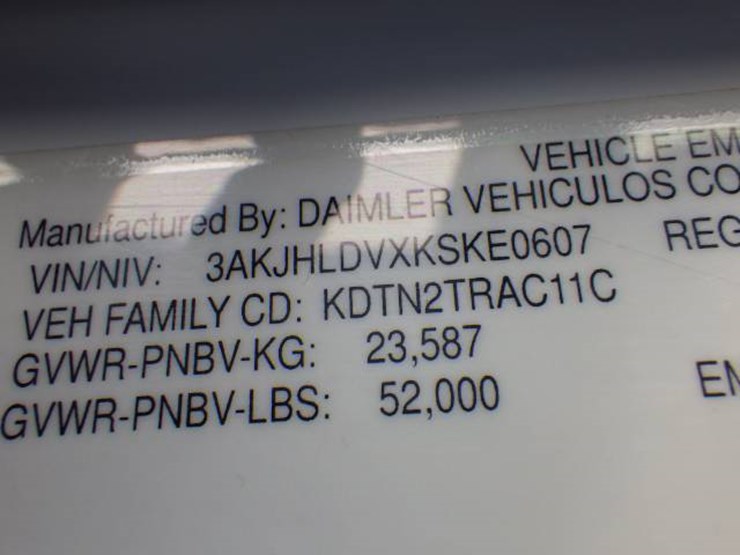 VEHICLE EM
Manufactured By: DAIMLER VEHICULOS CO
VIN/NIV: 3AKJHLDVXKSKE0607 REG
VEH FAMILY CD: KDTN2TRAC11C
GVWR-PNBV-KG: 23,587
GVWR-PNBV-LBS: 52,000 EM